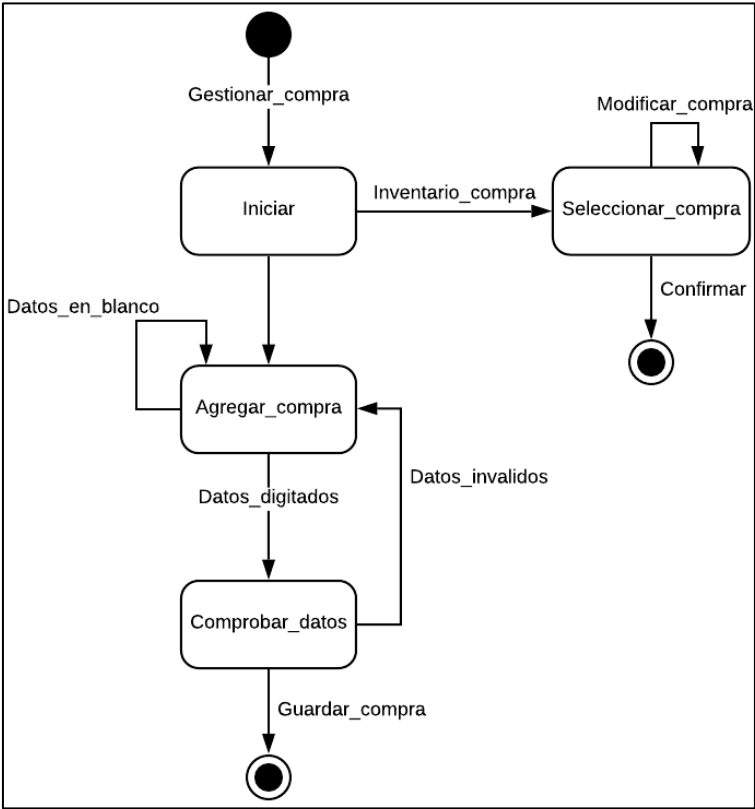 Gestionar_compra
Modificar_compra
Iniciar
Inventario_compra
Seleccionar_compra
Confirmar
Datos_en_blanco
Agregar_compra
Datos_invalidos
Datos_digitados
Comprobar_datos
Guardar_compra